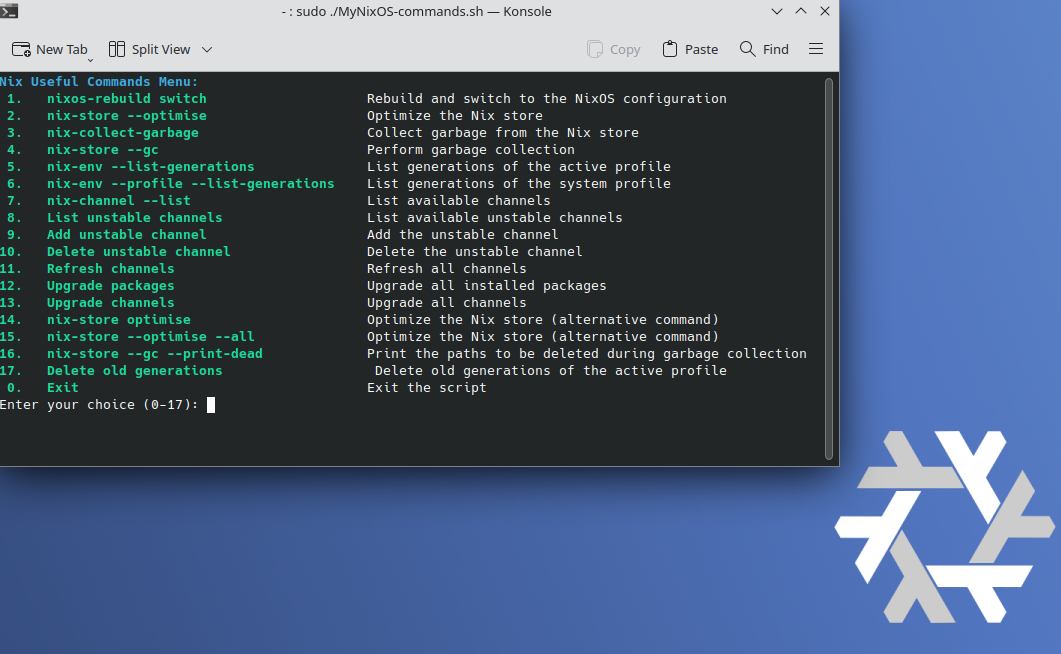 - : sudo ./MyNixOS-commands.sh — Konsole
New Tab Split View Copy Paste Find
Nix Useful Commands Menu:
1. nixos-rebuild switch Rebuild and switch to the NixOS configuration
2. nix-store --optimise Optimize the Nix store
3. nix-collect-garbage Collect garbage from the Nix store
4. nix-store --gc Perform garbage collection
5. nix-env --list-generations List generations of the active profile
6. nix-env --profile --list-generations List generations of the system profile
7. nix-channel --list List available channels
8. List unstable channels List available unstable channels
9. Add unstable channel Add the unstable channel
10. Delete unstable channel Delete the unstable channel
11. Refresh channels Refresh all channels
12. Upgrade packages Upgrade all installed packages
13. Upgrade channels Upgrade all channels
14. nix-store optimise Optimize the Nix store (alternative command)
15. nix-store --optimise --all Optimize the Nix store (alternative command)
16. nix-store --gc --print-dead Print the paths to be deleted during garbage collection
17. Delete old generations Delete old generations of the active profile
0. Exit Exit the script
Enter your choice (0-17):